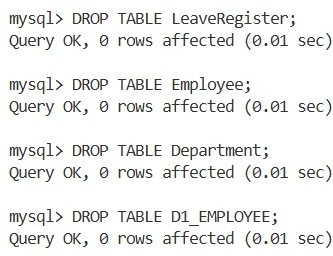 mysql> DROP TABLE LeaveRegister;
Query OK, 0 rows affected (0.01 sec)
mysql> DROP TABLE Employee;
Query OK, 0 rows affected (0.01 sec)
mysql> DROP TABLE Department;
Query OK, 0 rows affected (0.01 sec)
mysql> DROP TABLE D1_EMPLOYEE;
Query OK, 0 rows affected (0.01 sec)